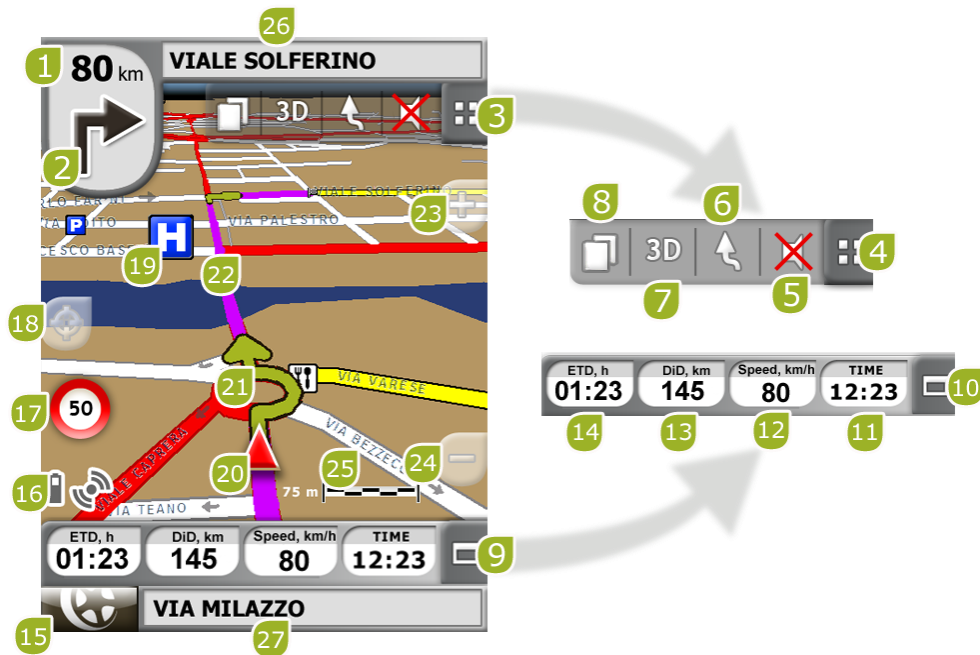 26
1
80 km
VIALE SOLFERINO
3D
3
2
VIALE SOLFERINO
23
P
VIA PALESTRO
H
19
22
18
21
VIA VARESE
17
50
VIALE CAPRERA
20
25
24
16
75 m
VIA TEANO
ETD, h
01:23
DiD, km
145
Speed, km/h
80
TIME
12:23
9
15
VIA MILAZZO
27
8
6
3D
4
7
5
ETD, h
01:23
DiD, km
145
Speed, km/h
80
TIME
12:23
10
14
13
12
11